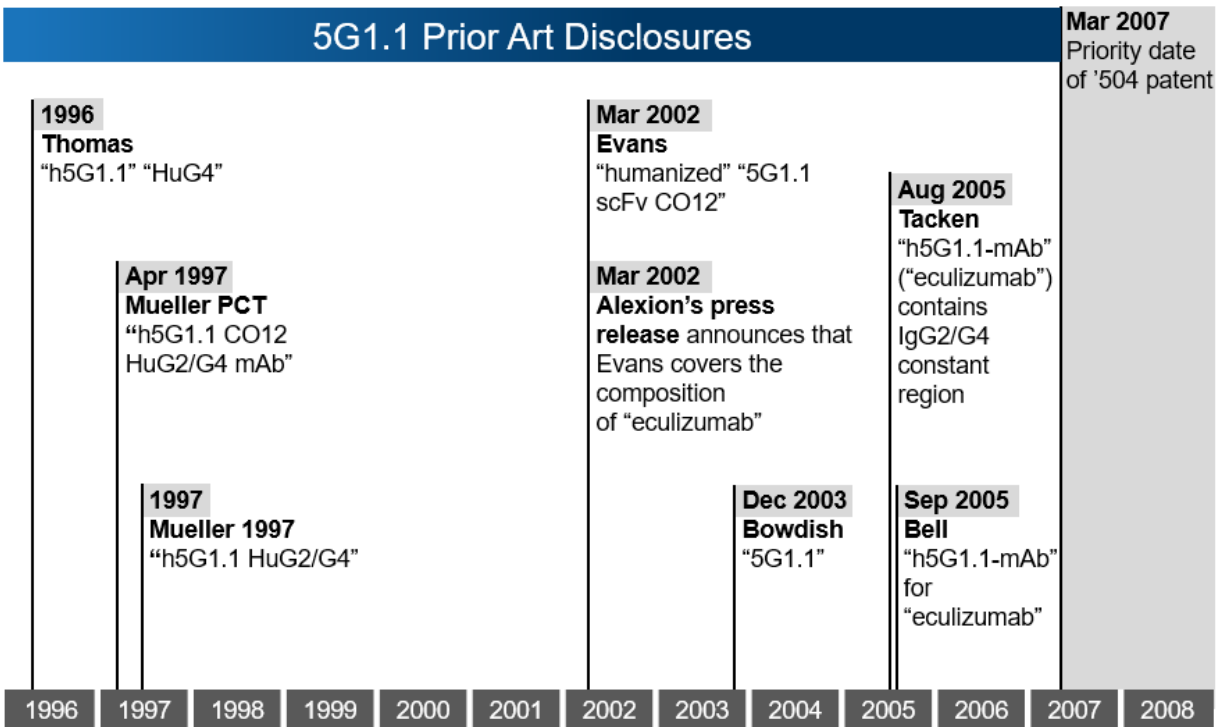 5G1.1 Prior Art Disclosures
Mar 2007
Priority date
of ’504 patent
1996
Thomas
“h5G1.1” “HuG4”
Apr 1997
Mueller PCT
“h5G1.1 CO12
HuG2/G4 mAb”
1997
Mueller 1997
“h5G1.1 HuG2/G4”
Mar 2002
Evans
“humanized” “5G1.1
scFv CO12”
Mar 2002
Alexion’s press
release announces that
Evans covers the
composition
of “eculizumab”
Dec 2003
Bowdish
“5G1.1”
Aug 2005
Tacken
“h5G1.1-mAb”
(“eculizumab”)
contains
IgG2/G4
constant
region
Sep 2005
Bell
“h5G1.1-mAb”
for
“eculizumab”
1996 1997 1998 1999 2000 2001 2002 2003 2004 2005 2006 2007 2008